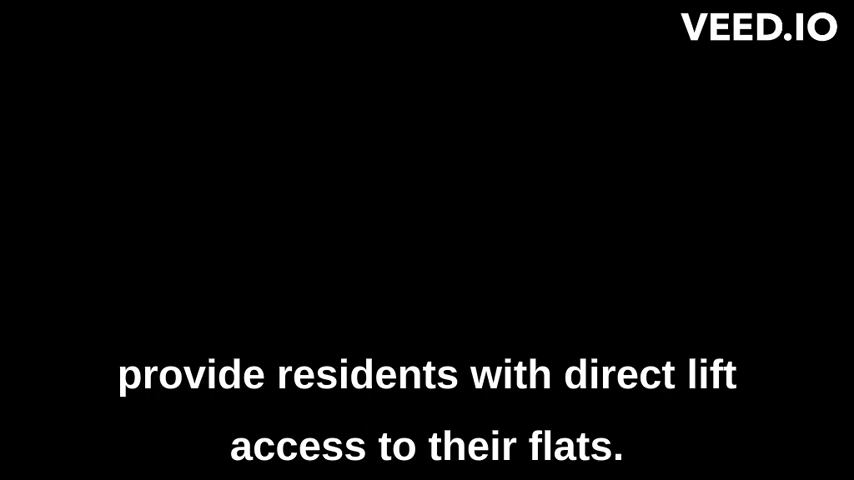 VEED.IO
provide residents with direct lift
access to their flats.